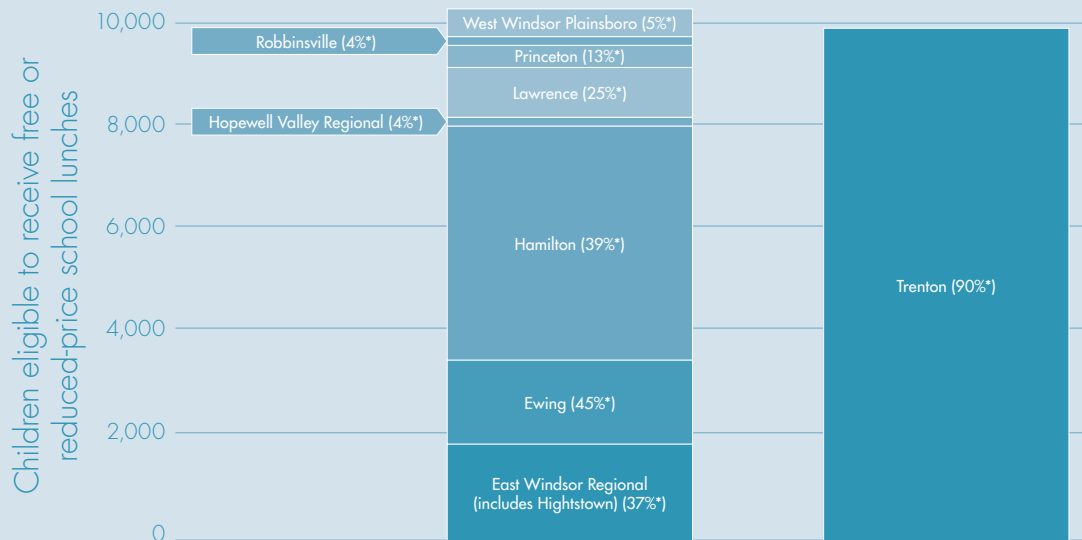 Children eligible to receive free or
reduced-price school lunches
10,000
8,000
6,000
4,000
2,000
0
West Windsor Plainsboro (5%*)
Robbinsville (4%*)
Princeton (13%*)
Lawrence (25%*)
Hopewell Valley Regional (4%*)
Hamilton (39%*)
Ewing (45%*)
East Windsor Regional
(includes Hightstown) (37%*)
Trenton (90%*)